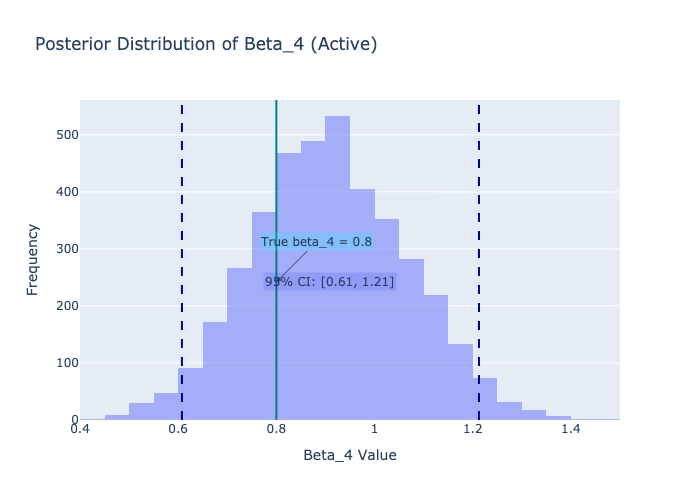 Posterior Distribution of Beta_4 (Active)
Frequency
500
400
300
200
100
0
True beta_4 = 0.8
95% CI: [0.61, 1.21]
0.4 0.6 0.8 1 1.2 1.4
Beta_4 Value